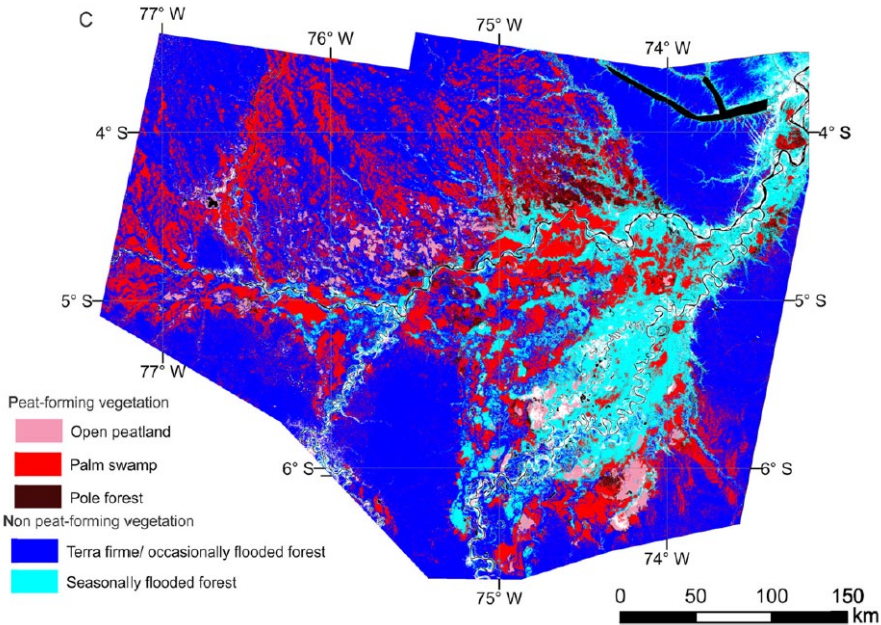 C
77° W
76° W
75° W
74° W
4° S
4° S
5° S
5° S
77° W
Peat-forming vegetation
Open peatland
Palm swamp
Pole forest
6° S
6° S
Non peat-forming vegetation
Terra firme/ occasionally flooded forest
Seasonally flooded forest
75° W
74° W
0 50 100 150
km